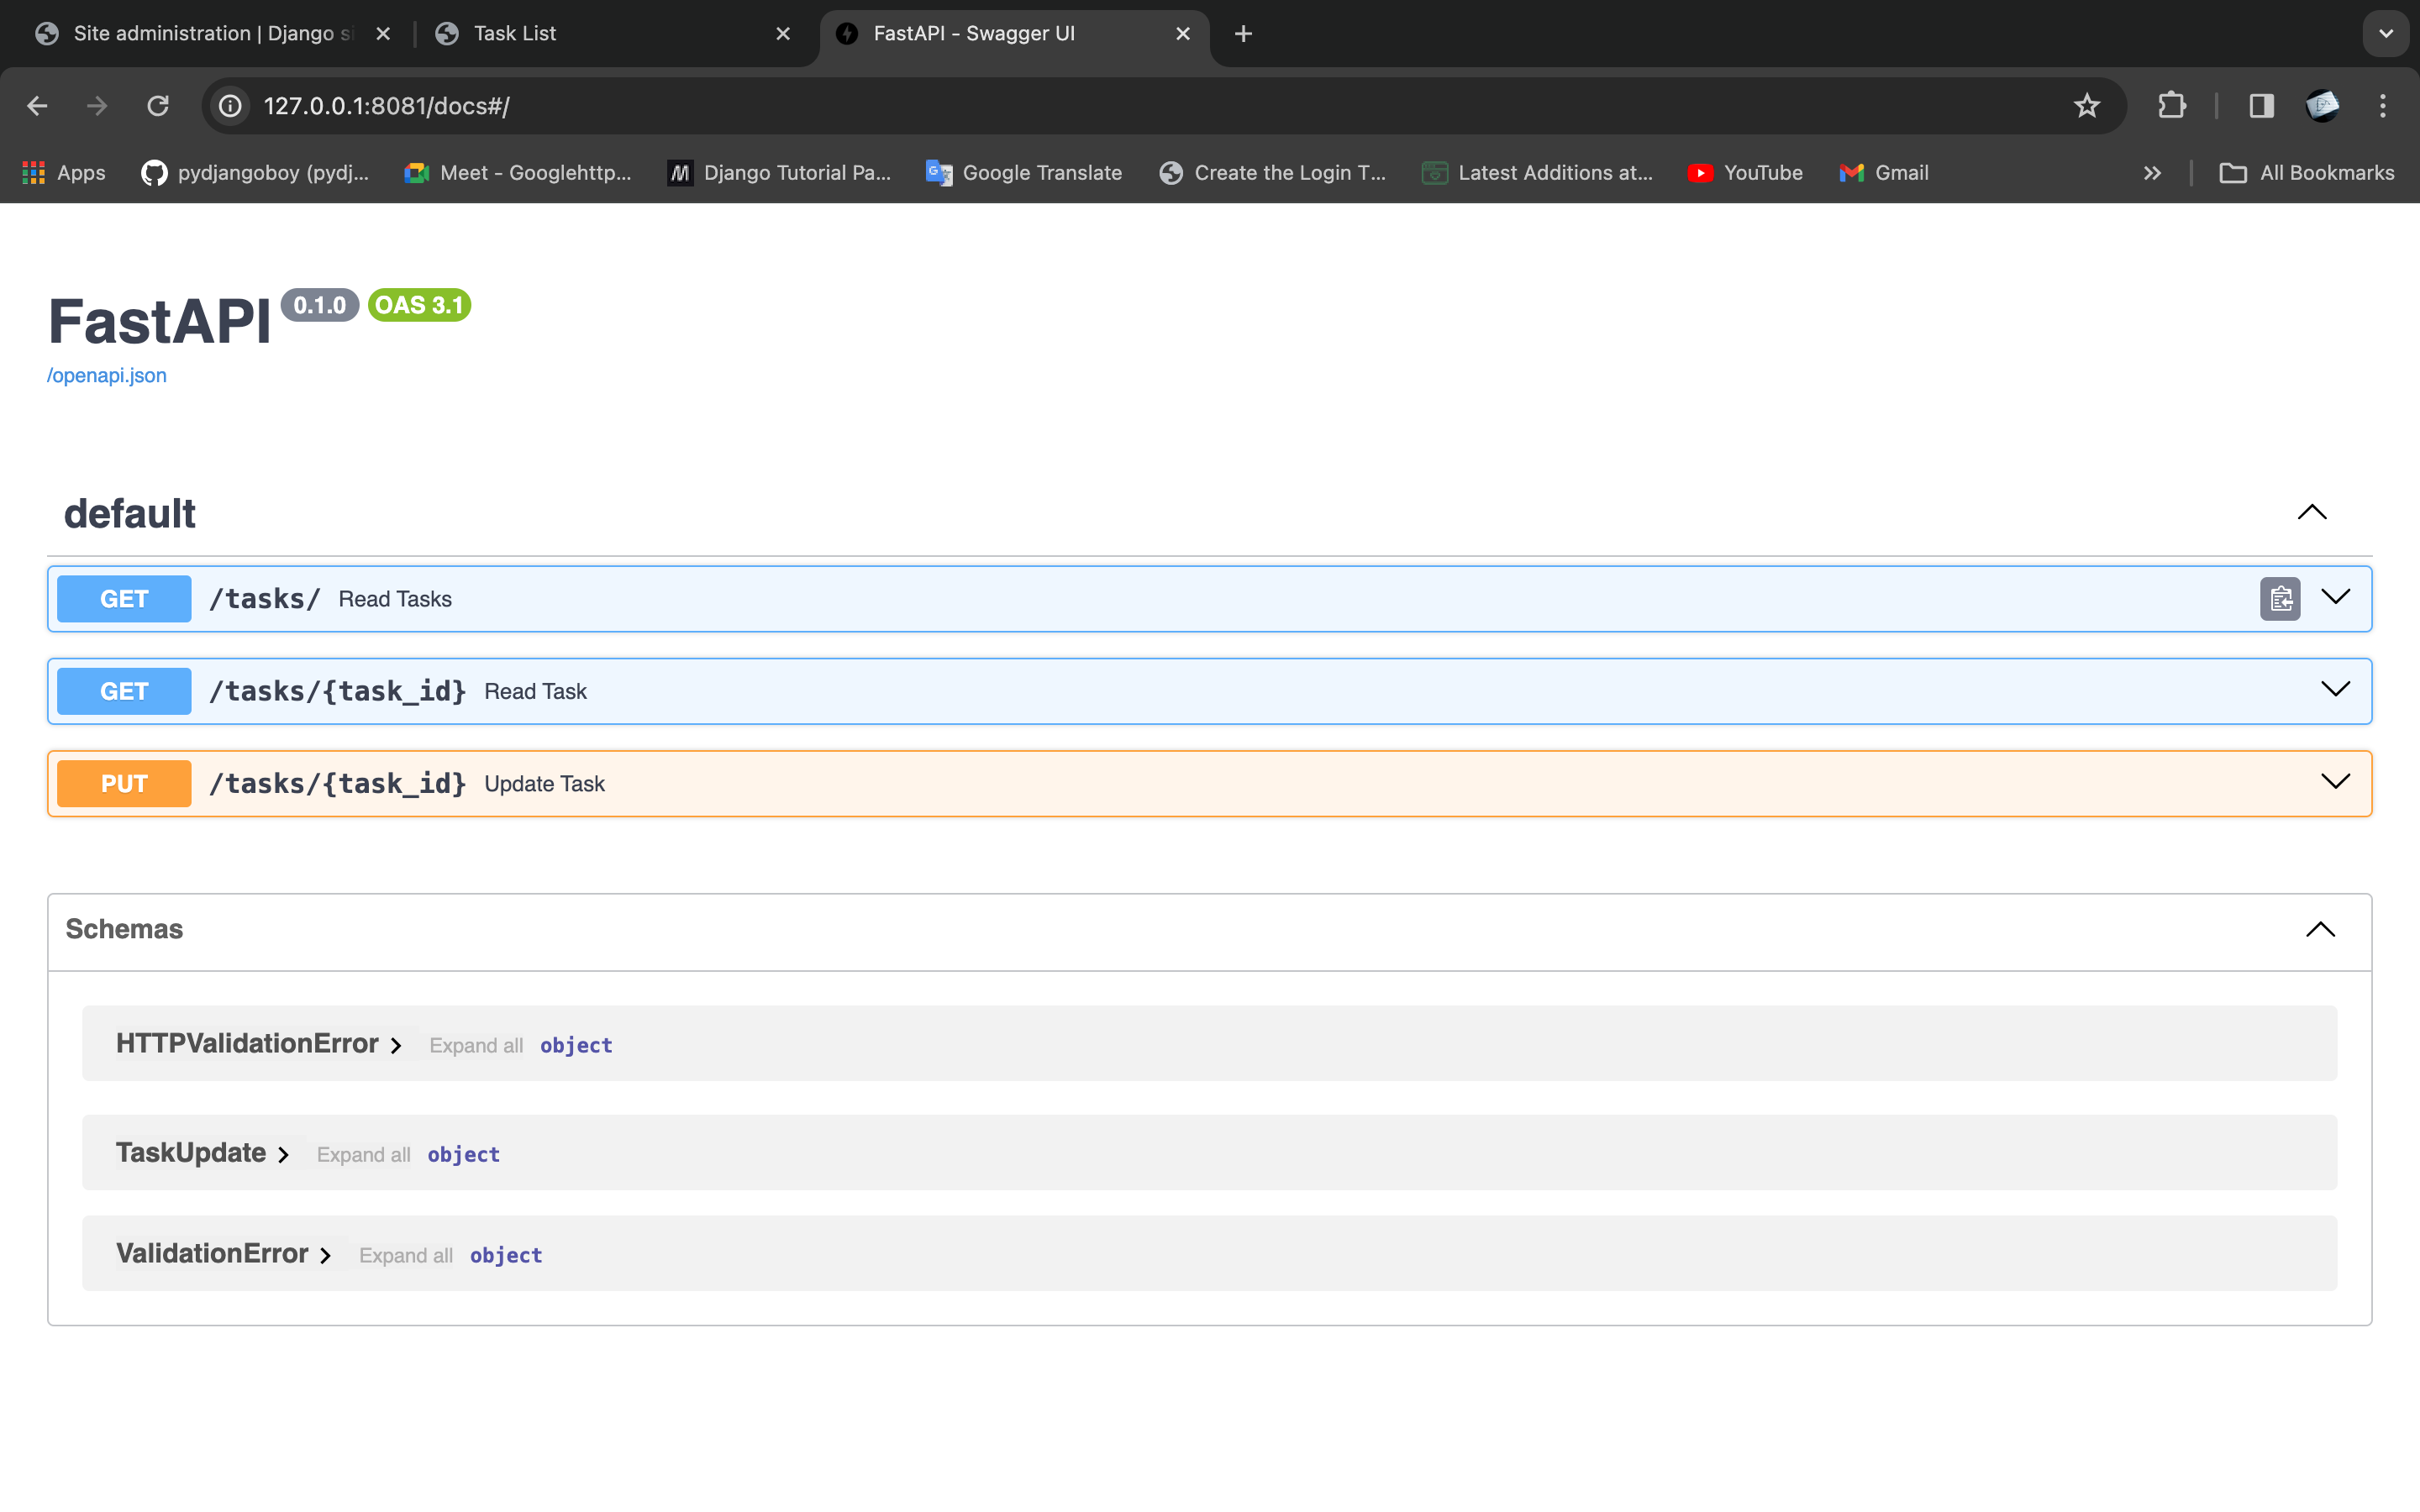 Site administration | Django si
Task List
FastAPI - Swagger UI
127.0.0.1:8081/docs#/
Apps
pydjangoboy (pydj...
Meet - Googlehttp...
Django Tutorial Pa...
Google Translate
Create the Login T...
Latest Additions at...
YouTube
Gmail
All Bookmarks
FastAPI 0.1.0 OAS 3.1
/openapi.json
default
GET /tasks/ Read Tasks
GET /tasks/{task_id} Read Task
PUT /tasks/{task_id} Update Task
Schemas
HTTPValidationError Expand all object
TaskUpdate Expand all object
ValidationError Expand all object